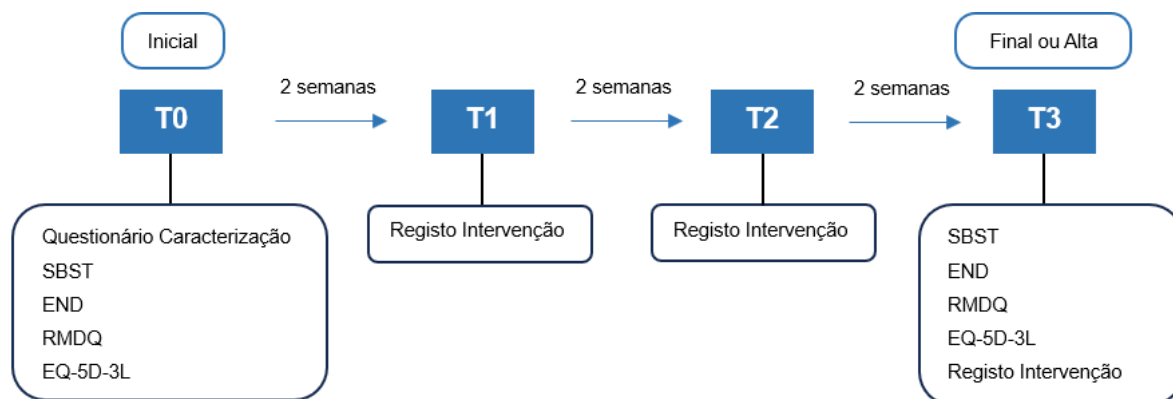 Inicial
Final ou Alta
2 semanas
2 semanas
2 semanas
T0
T1
T2
T3
Questionário Caracterização
SBST
END
RMDQ
EQ-5D-3L
Registo Intervenção
Registo Intervenção
SBST
END
RMDQ
EQ-5D-3L
Registo Intervenção